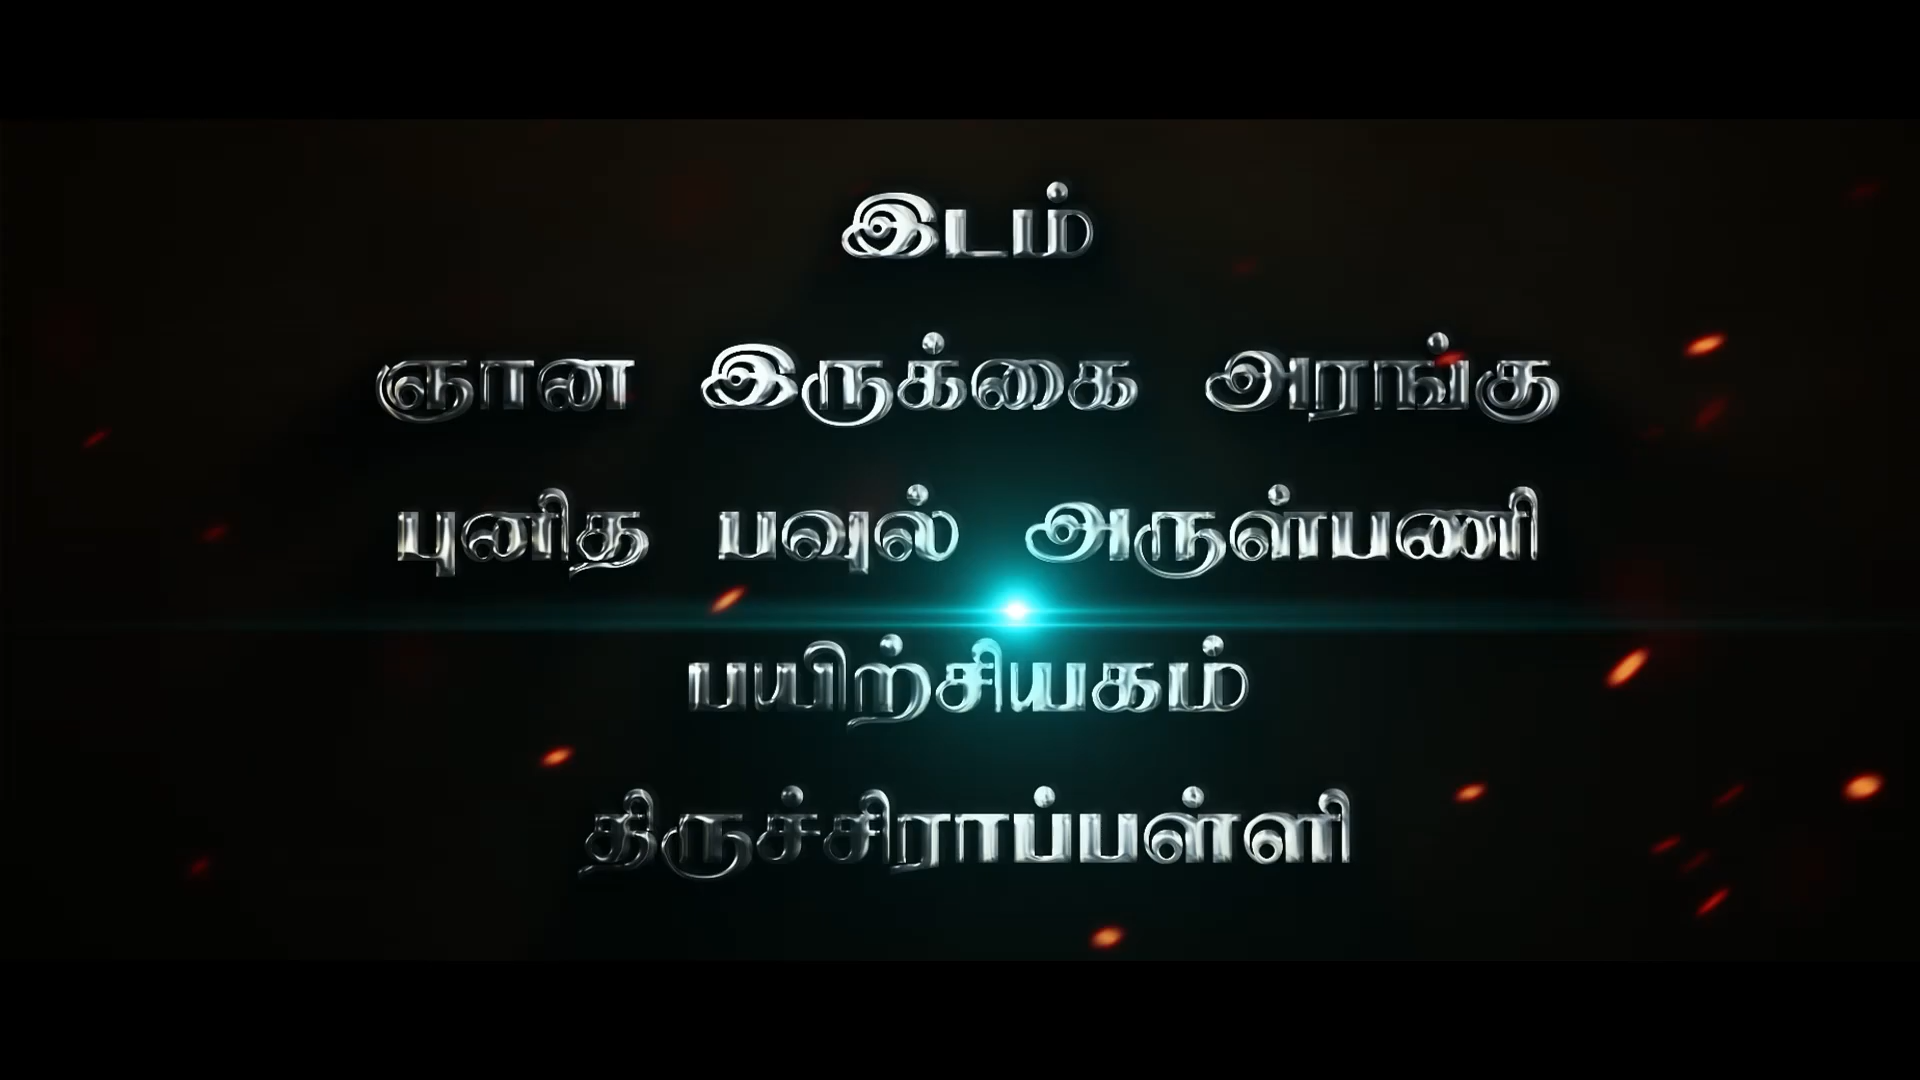 இடம்
ஞான இருக்கை அரங்கு
புனித பவுல் அருள்பணி
பயிற்சியகம்
திருச்சிராப்பள்ளி